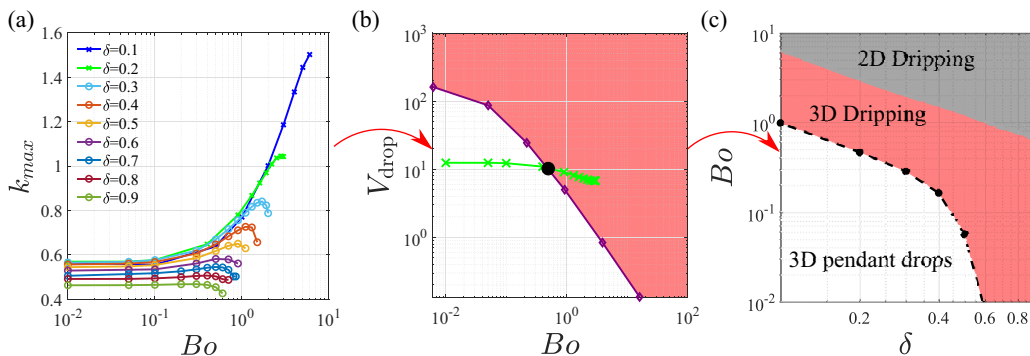 (a)
k_max
1.6
1.4
1.2
1
0.8
0.6
0.4
δ=0.1
δ=0.2
δ=0.3
δ=0.4
δ=0.5
δ=0.6
δ=0.7
δ=0.8
δ=0.9
10^-2 10^-1 10^0 10^1
Bo
(b)
V_drop
10^3
10^2
10^1
10^0
10^-2 10^0 10^2
Bo
(c)
Bo
10^1
10^0
10^-1
10^-2
2D Dripping
3D Dripping
3D pendant drops
0.2 0.4 0.6 0.8
δ